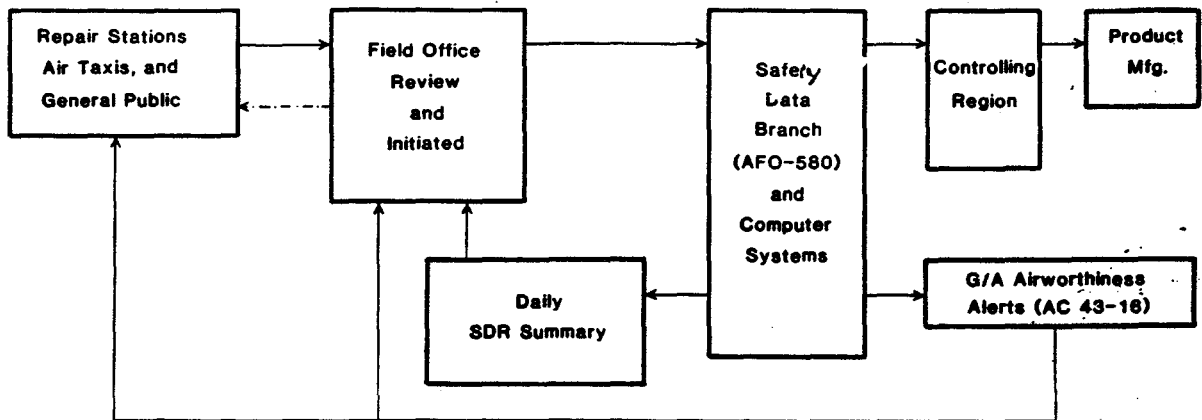 Repair Stations
Air Taxis, and
General Public
Field Office
Review
and
Initiated
Safety
Data
Branch
(AFO-580)
and
Computer
Systems
Controlling
Region
Product
Mfg.
Daily
SDR Summary
G/A Airworthiness
Alerts (AC 43-16)